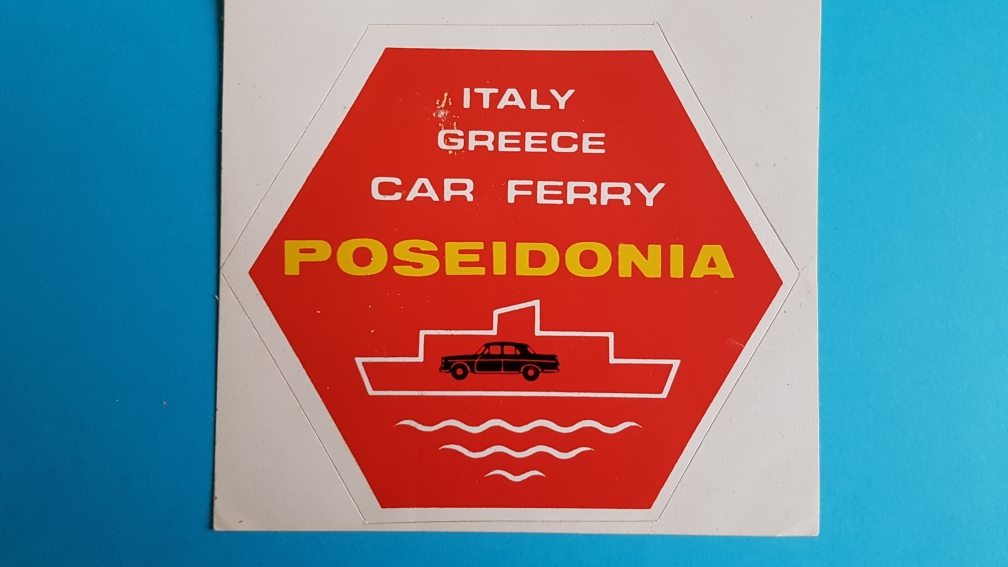 ITALY
GREECE
CAR FERRY
POSEIDONIA